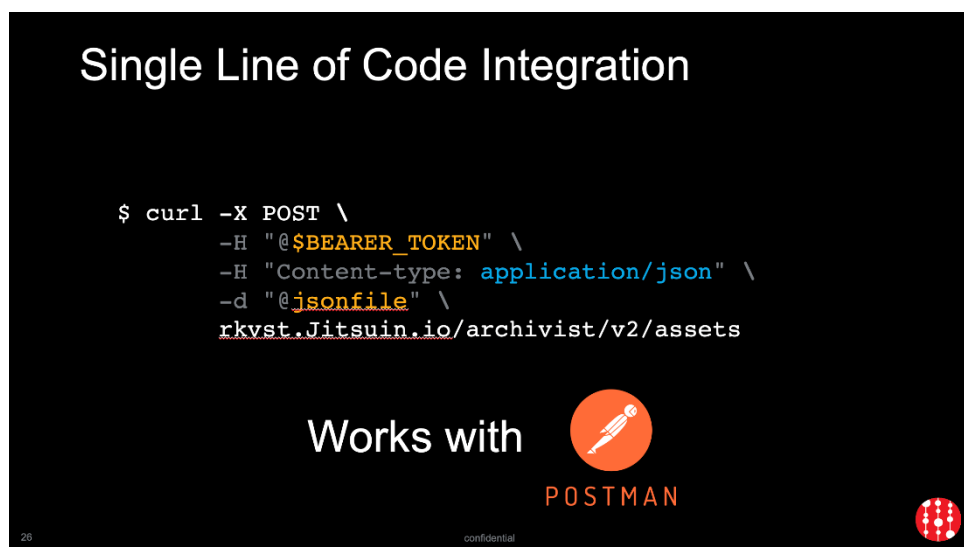 Single Line of Code Integration
$ curl -X POST \
-H "@$BEARER_TOKEN" \
-H "Content-type: application/json" \
-d "@jsonfile" \
rkvst.Jitsuin.io/archivist/v2/assets
Works with
POSTMAN
26
confidential